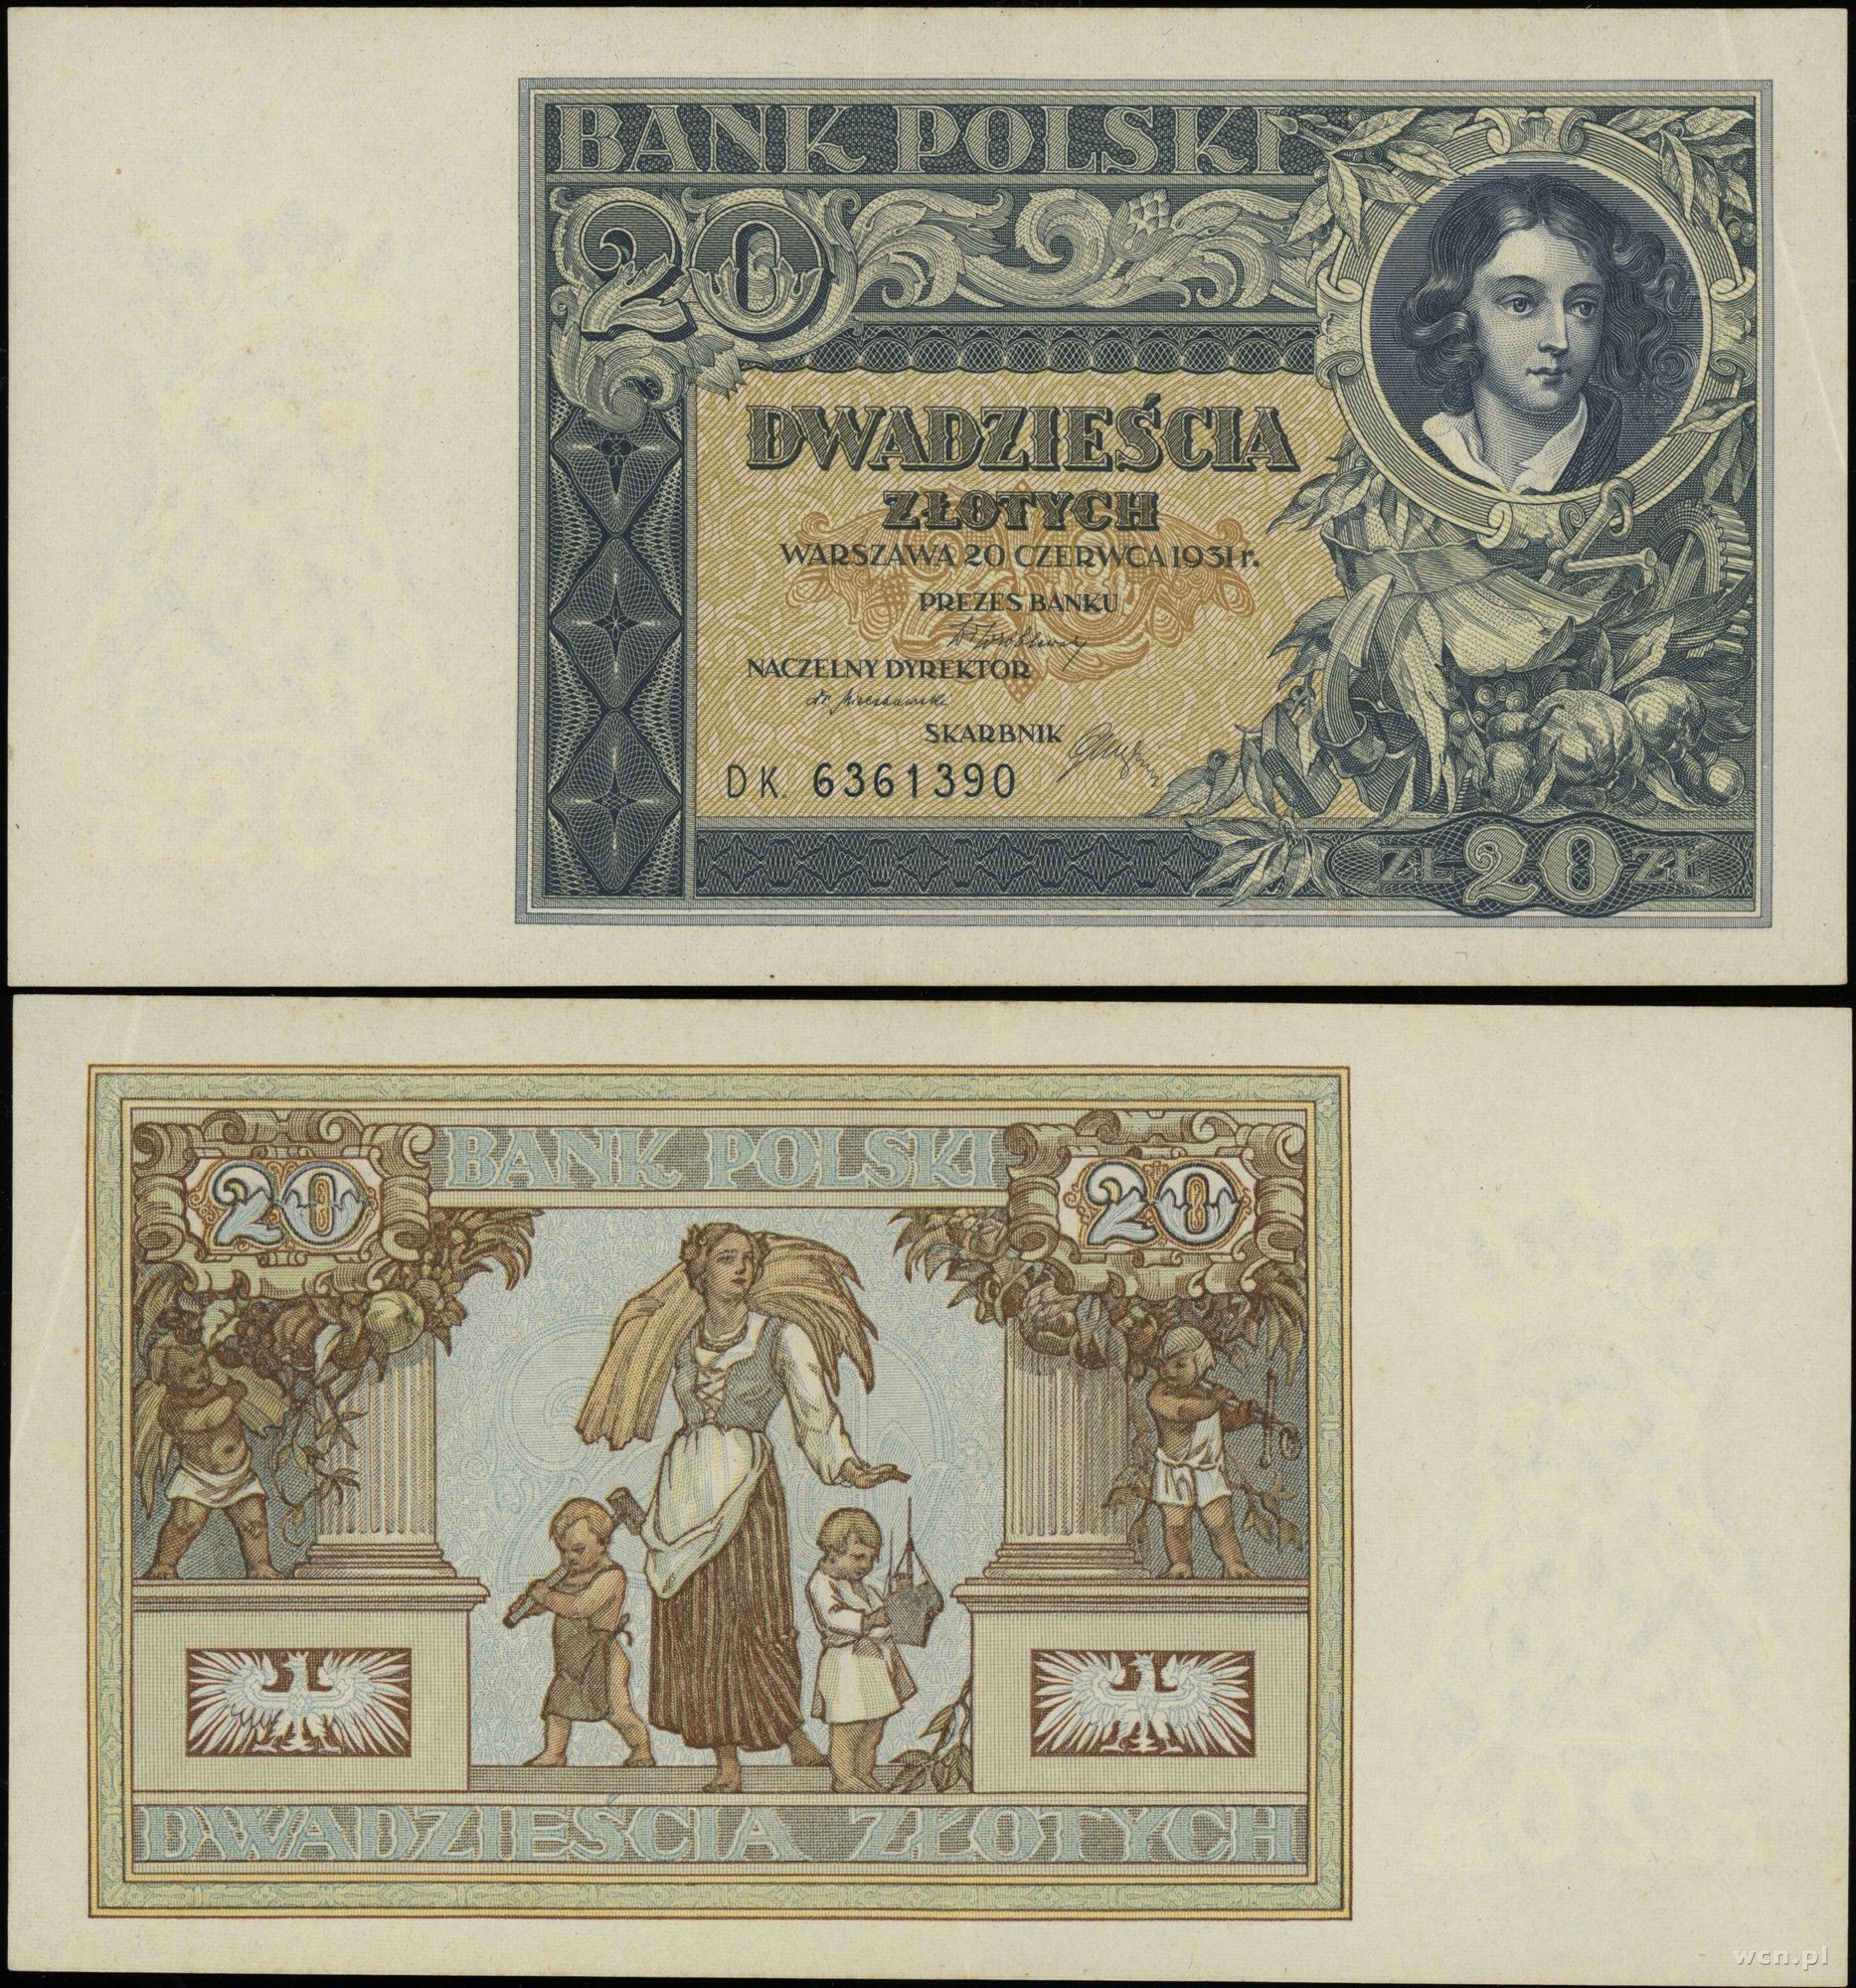 BANK POLSKI
20
DWADZIEŚCIA
ZŁOTYCH
WARSZAWA 20 CZERWCA 1931 r.
PREZES BANKU
NACZELNY DYREKTOR
SKARBNIK
DK. 6361390
ZŁ 20 ZŁ
BANK POLSKI
20 20
DWADZIEŚCIA ZŁOTYCH
wcn.pl